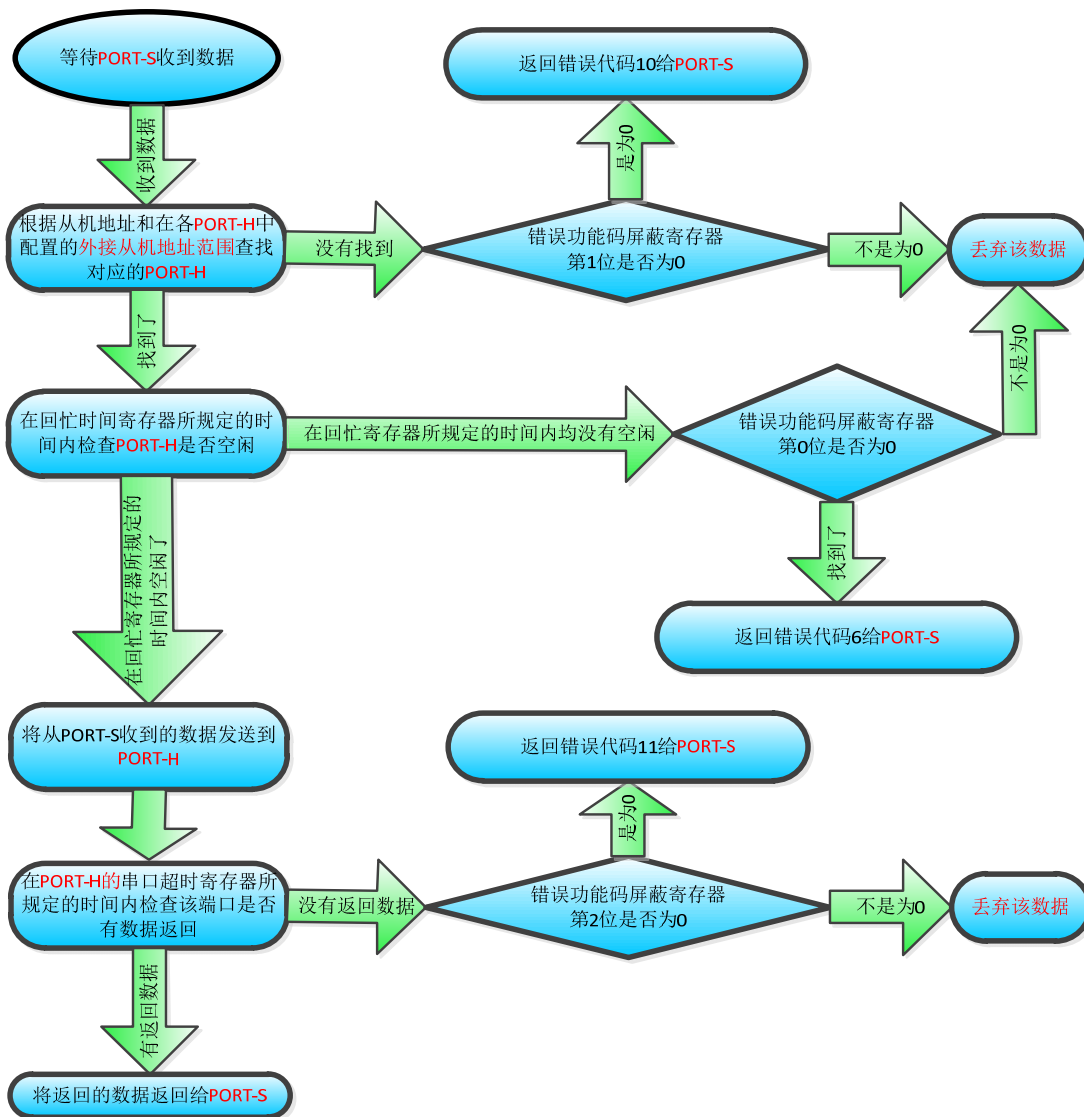 等待PORT-S收到数据
返回错误代码10给PORT-S
收到数据
是为0
根据从机地址和在各PORT-H中
配置的外接从机地址范围查找
对应的PORT-H
没有找到
错误功能码屏蔽寄存器
第1位是否为0
不是为0
丢弃该数据
找到了
不是为0
在回忙时间寄存器所规定的时
间内检查PORT-H是否空闲
在回忙寄存器所规定的时间内均没有空闲
错误功能码屏蔽寄存器
第0位是否为0
在回忙寄存器所规定的
时间内空闲了
找到了
返回错误代码6给PORT-S
将从PORT-S收到的数据发送到
PORT-H
返回错误代码11给PORT-S
是为0
在PORT-H的串口超时寄存器所
规定的时间内检查该端口是否
有数据返回
没有返回数据
错误功能码屏蔽寄存器
第2位是否为0
不是为0
丢弃该数据
有返回数据
将返回的数据返回给PORT-S